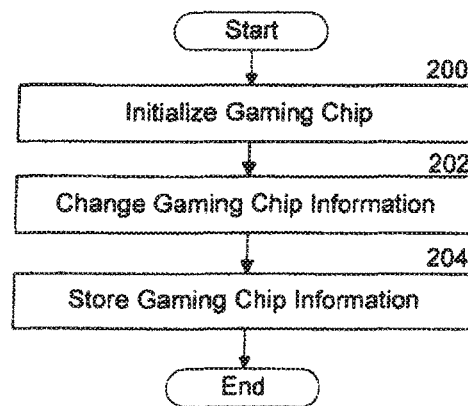 Start
200
Initialize Gaming Chip
202
Change Gaming Chip Information
204
Store Gaming Chip Information
End